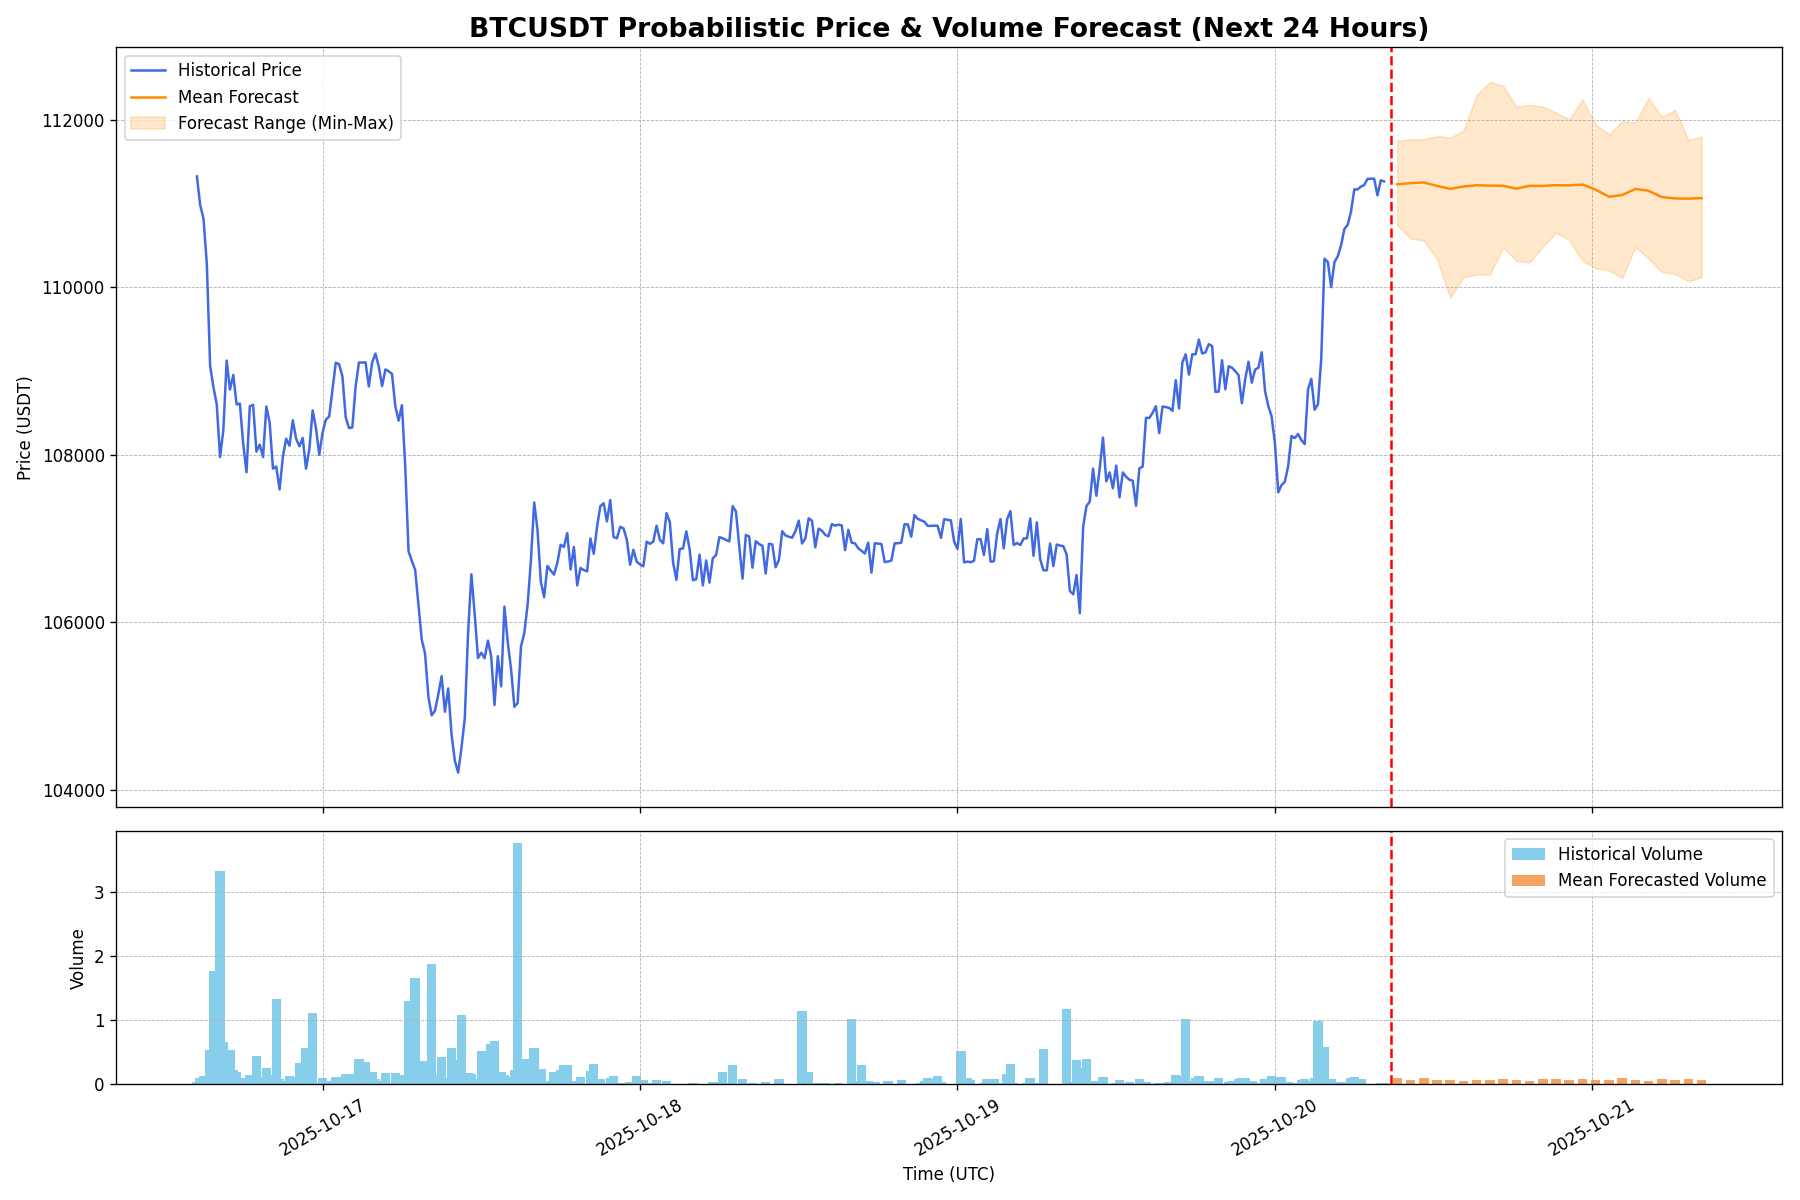 BTCUSDT Probabilistic Price & Volume Forecast (Next 24 Hours)
Historical Price
Mean Forecast
Forecast Range (Min-Max)
112000
110000
108000
106000
104000
Price (USDT)
Historical Volume
Mean Forecasted Volume
3
2
1
0
Volume
2025-10-17
2025-10-18
2025-10-19
2025-10-20
2025-10-21
Time (UTC)